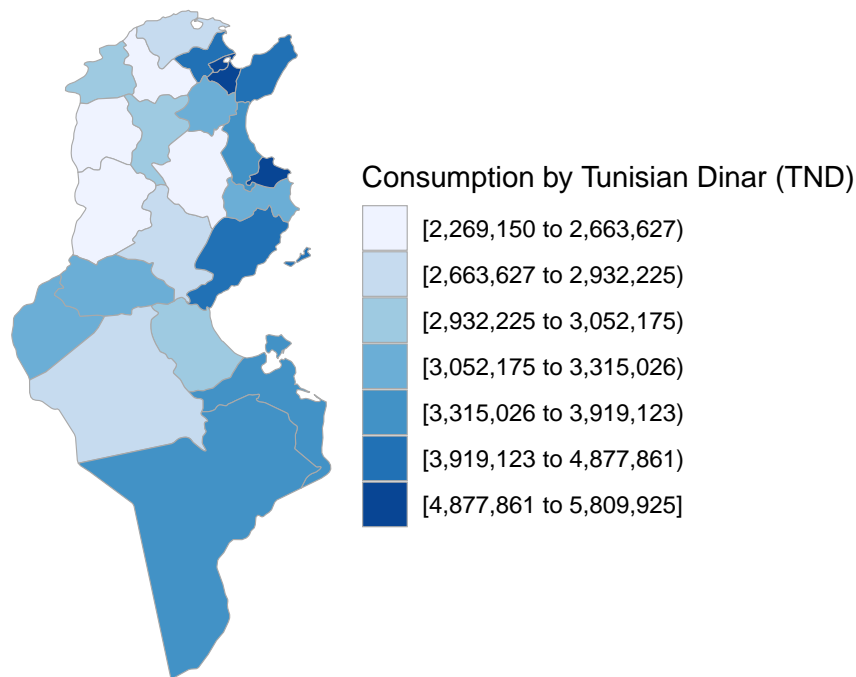 Consumption by Tunisian Dinar (TND)
[2,269,150 to 2,663,627)
[2,663,627 to 2,932,225)
[2,932,225 to 3,052,175)
[3,052,175 to 3,315,026)
[3,315,026 to 3,919,123)
[3,919,123 to 4,877,861)
[4,877,861 to 5,809,925]